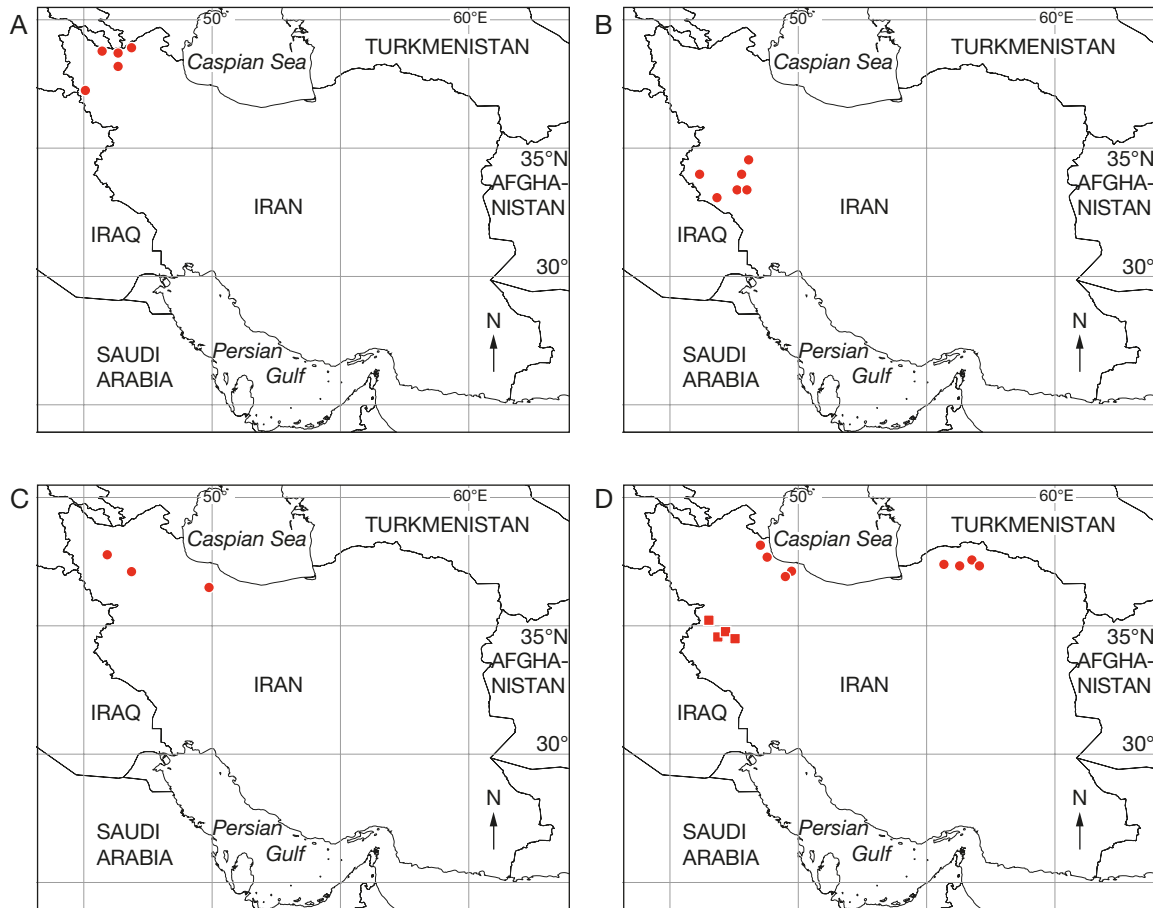 A
50°
60°E
TURKMENISTAN
Caspian Sea
35°N
AFGHA-
NISTAN
IRAN
IRAQ
30°
N
SAUDI
ARABIA
Persian
Gulf
B
50°
60°E
TURKMENISTAN
Caspian Sea
35°N
AFGHA-
NISTAN
IRAN
IRAQ
30°
N
SAUDI
ARABIA
Persian
Gulf
C
50°
60°E
TURKMENISTAN
Caspian Sea
35°N
AFGHA-
NISTAN
IRAN
IRAQ
30°
N
SAUDI
ARABIA
Persian
Gulf
D
50°
60°E
TURKMENISTAN
Caspian Sea
35°N
AFGHA-
NISTAN
IRAN
IRAQ
30°
N
SAUDI
ARABIA
Persian
Gulf